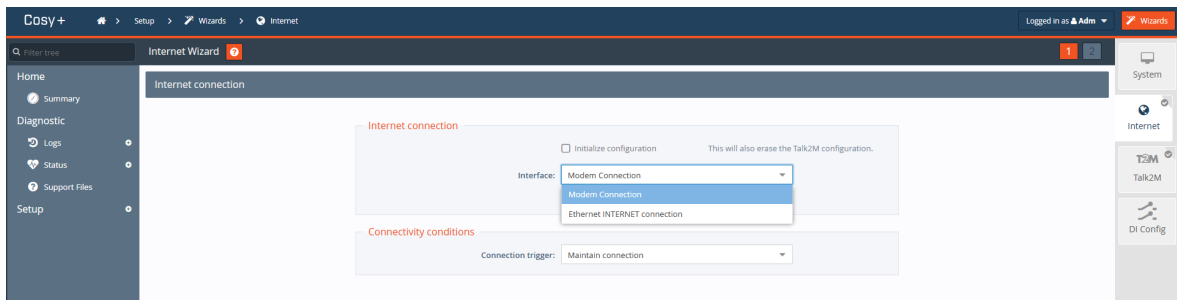 Cosy+ > Setup > Wizards > Internet Logged in as Adm Wizards
Filter tree
Internet Wizard ? 1 2
Home
Summary
Diagnostic
Logs
Status
Support Files
Setup
Internet connection
Internet connection
Initialize configuration This will also erase the Talk2M configuration.
Interface: Modem Connection
Modem Connection
Ethernet INTERNET connection
Connectivity conditions
Connection trigger: Maintain connection
System
Internet
T2M
Talk2M
DI Config